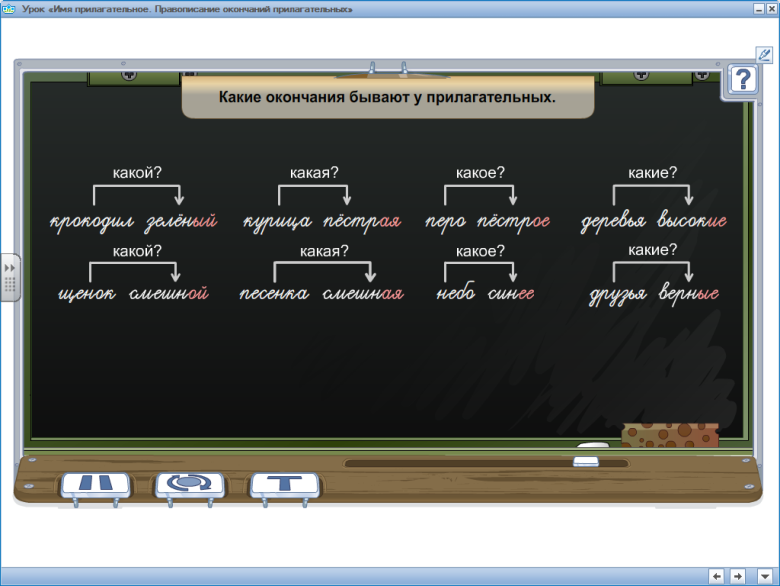 Урок «Имя прилагательное. Правописание окончаний прилагательных»
?
Какие окончания бывают у прилагательных.
какой? какая? какое? какие?
крокодил зелёный курица пёстрая перо пёстрое деревья высокие
какой? какая? какое? какие?
щенок смешной песенка смешная небо синее друзья верные
T